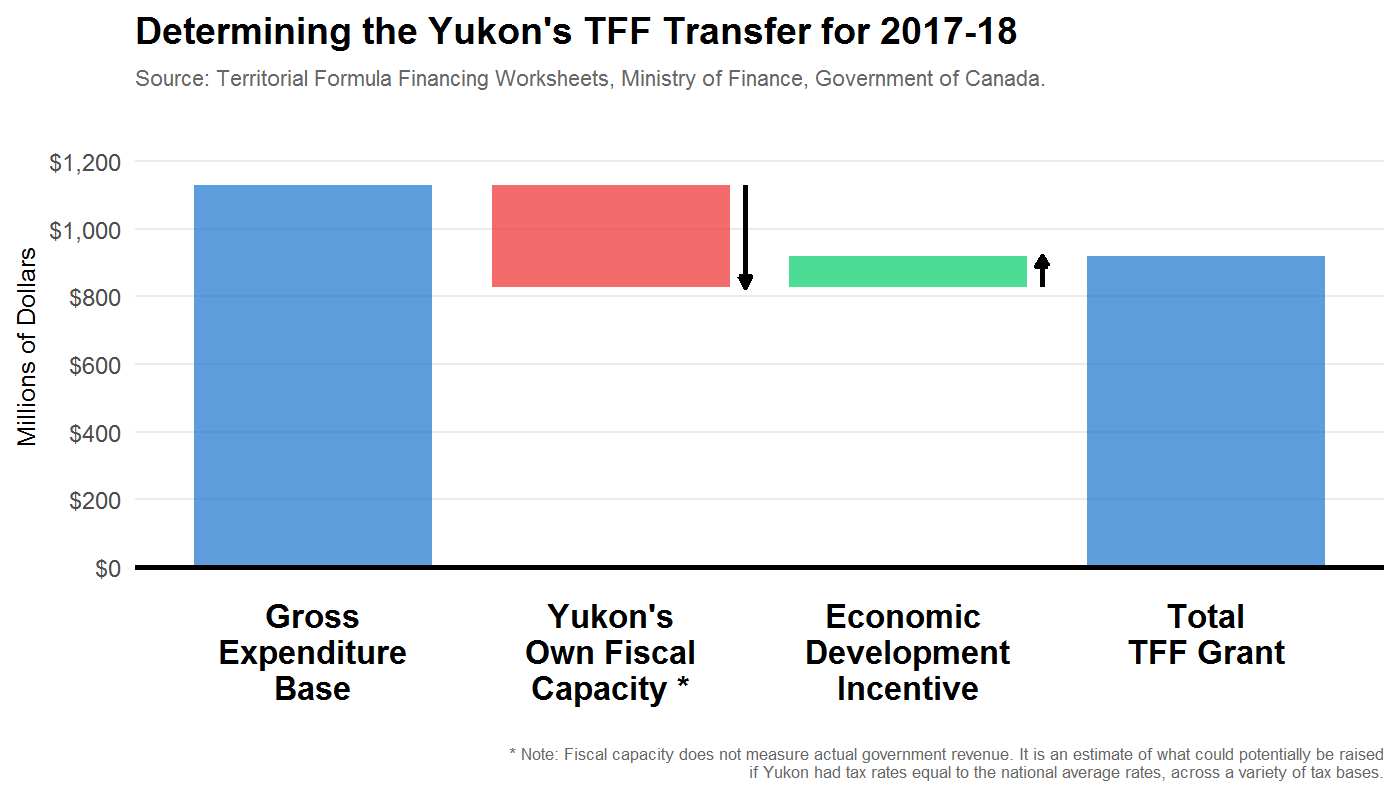 Determining the Yukon's TFF Transfer for 2017-18
Source: Territorial Formula Financing Worksheets, Ministry of Finance, Government of Canada.
Millions of Dollars
$1,200
$1,000
$800
$600
$400
$200
$0
Gross
Expenditure
Base
Yukon's
Own Fiscal
Capacity *
Economic
Development
Incentive
Total
TFF Grant
* Note: Fiscal capacity does not measure actual government revenue. It is an estimate of what could potentially be raised
if Yukon had tax rates equal to the national average rates, across a variety of tax bases.